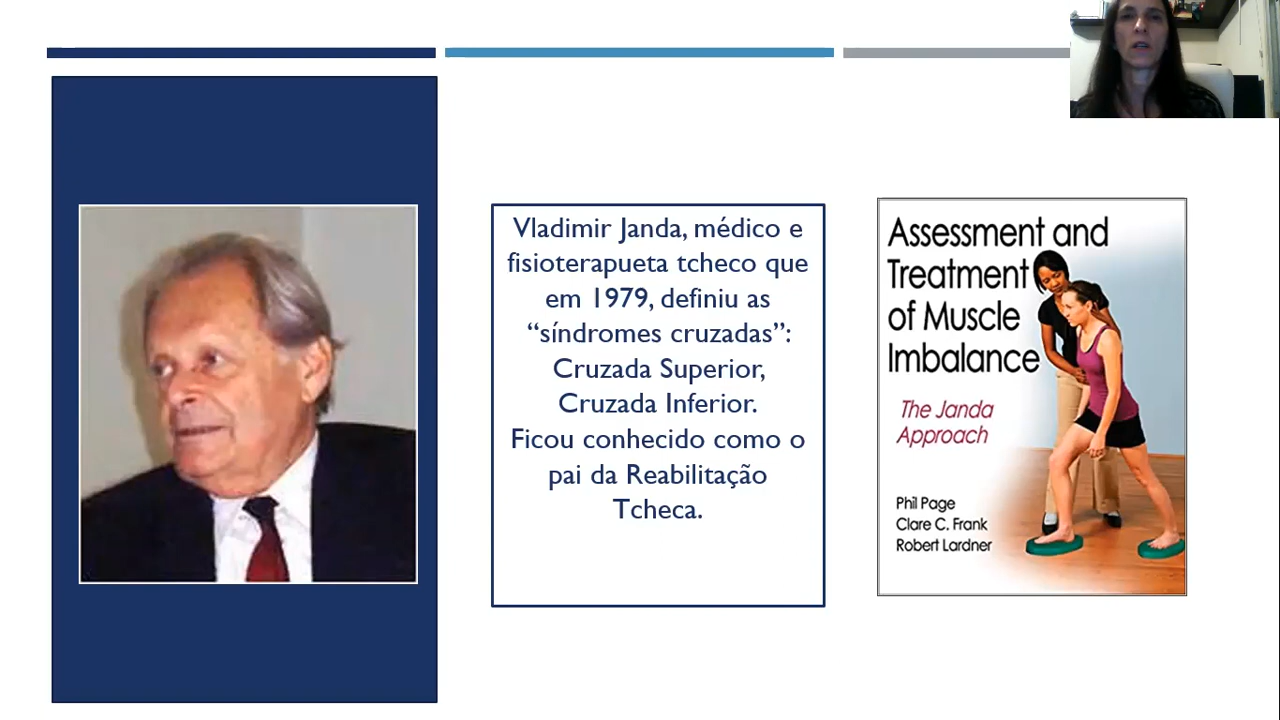 Vladimir Janda, médico e
fisioterapueta tcheco que
em 1979, definiu as
“síndromes cruzadas”:
Cruzada Superior,
Cruzada Inferior.
Ficou conhecido como o
pai da Reabilitação
Tcheca.
Assessment and
Treatment
of Muscle
Imbalance
The Janda
Approach
Phil Page
Clare C. Frank
Robert Lardner